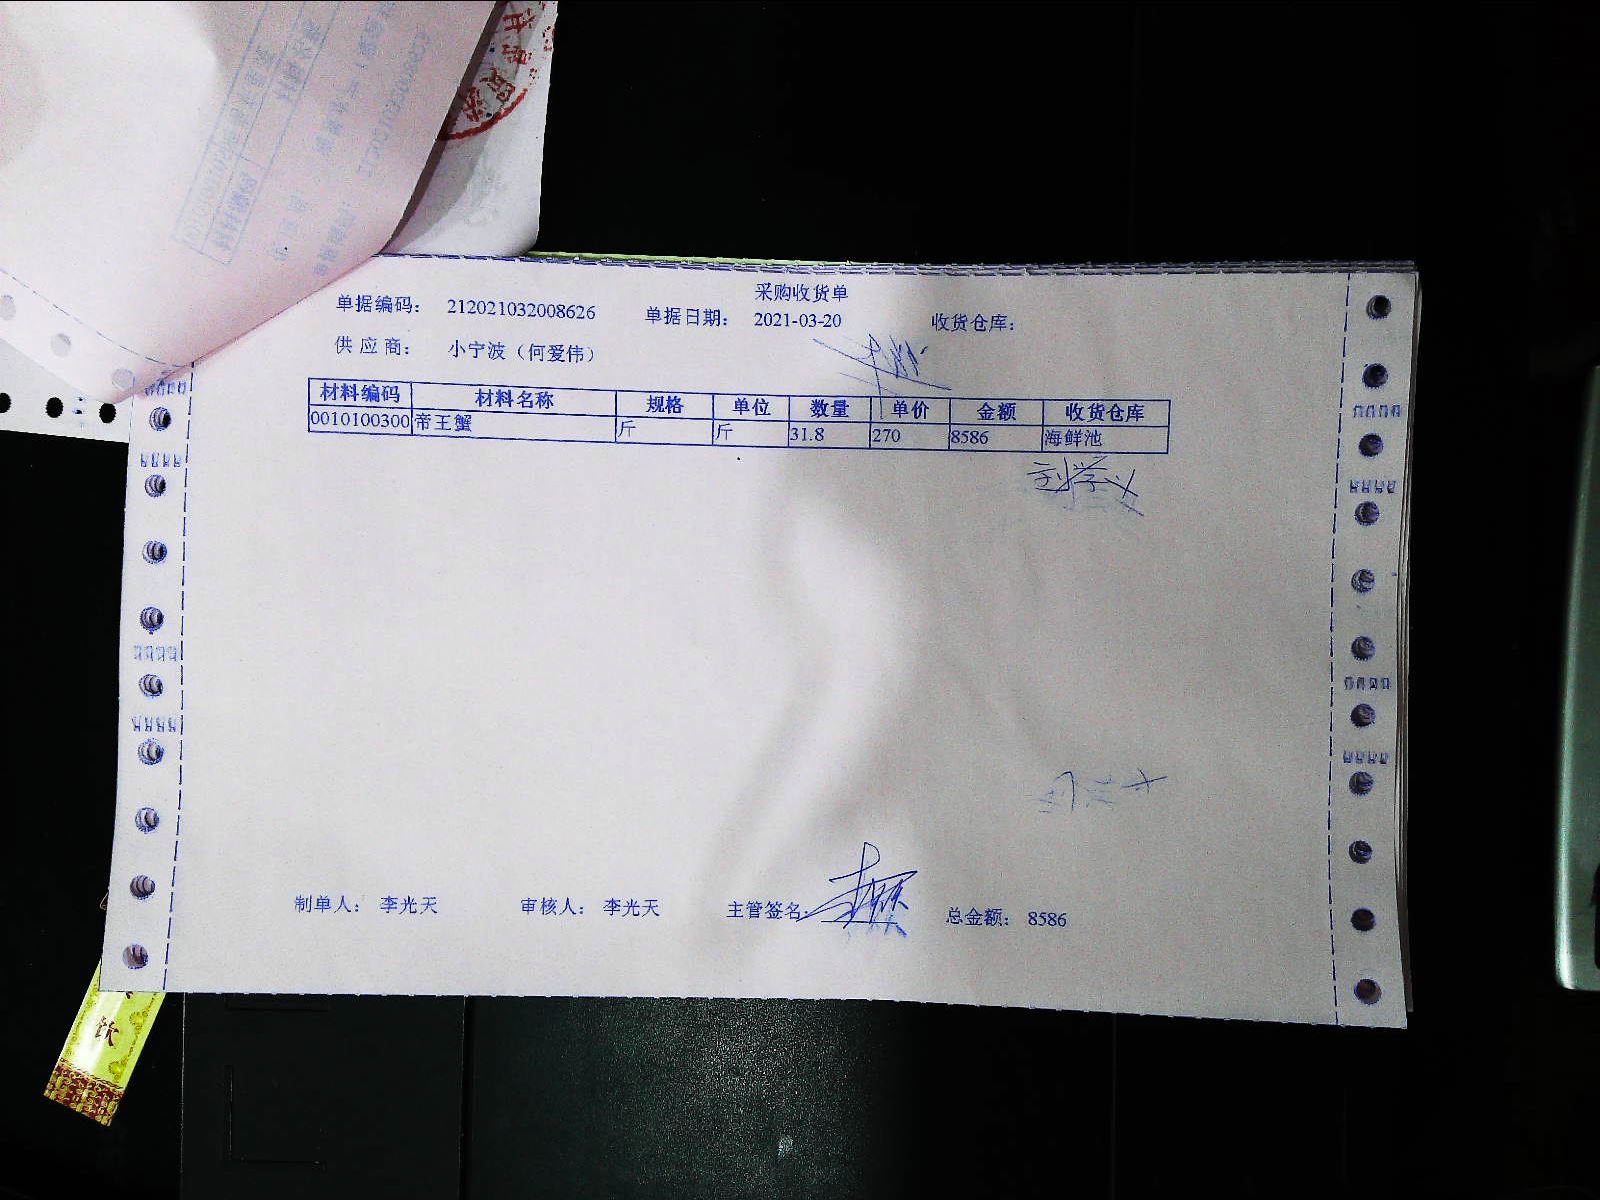 采购收货单
单据编码： 212021032008626 单据日期： 2021-03-20 收货仓库：
供 应 商： 小宁波（何爱伟）
材料编码 材料名称 规格 单位 数量 单价 金额 收货仓库
0010100300 帝王蟹 斤 斤 31.8 270 8586 海鲜池
刘学义
制单人： 李光天 审核人： 李光天 主管签名: 总金额： 8586
饮